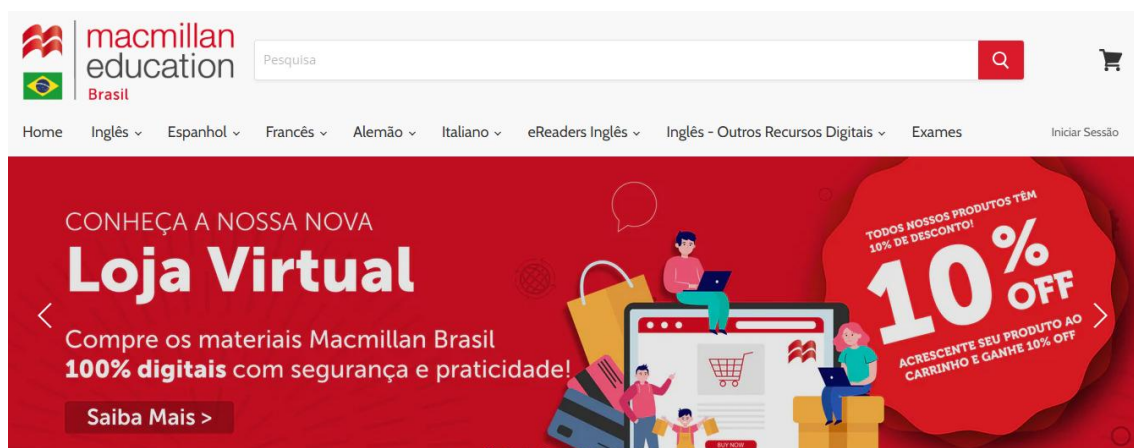 macmillan
education
Brasil
Pesquisa
Home Inglês Espanhol Francês Alemão Italiano eReaders Inglês Inglês - Outros Recursos Digitais Exames Iniciar Sessão
CONHEÇA A NOSSA NOVA
Loja Virtual
Compre os materiais Macmillan Brasil
100% digitais com segurança e praticidade!
Saiba Mais >
TODOS NOSSOS PRODUTOS TÊM
10% DE DESCONTO!
10%
OFF
ACRESCENTE SEU PRODUTO AO
CARRINHO E GANHE 10% OFF
BUY NOW